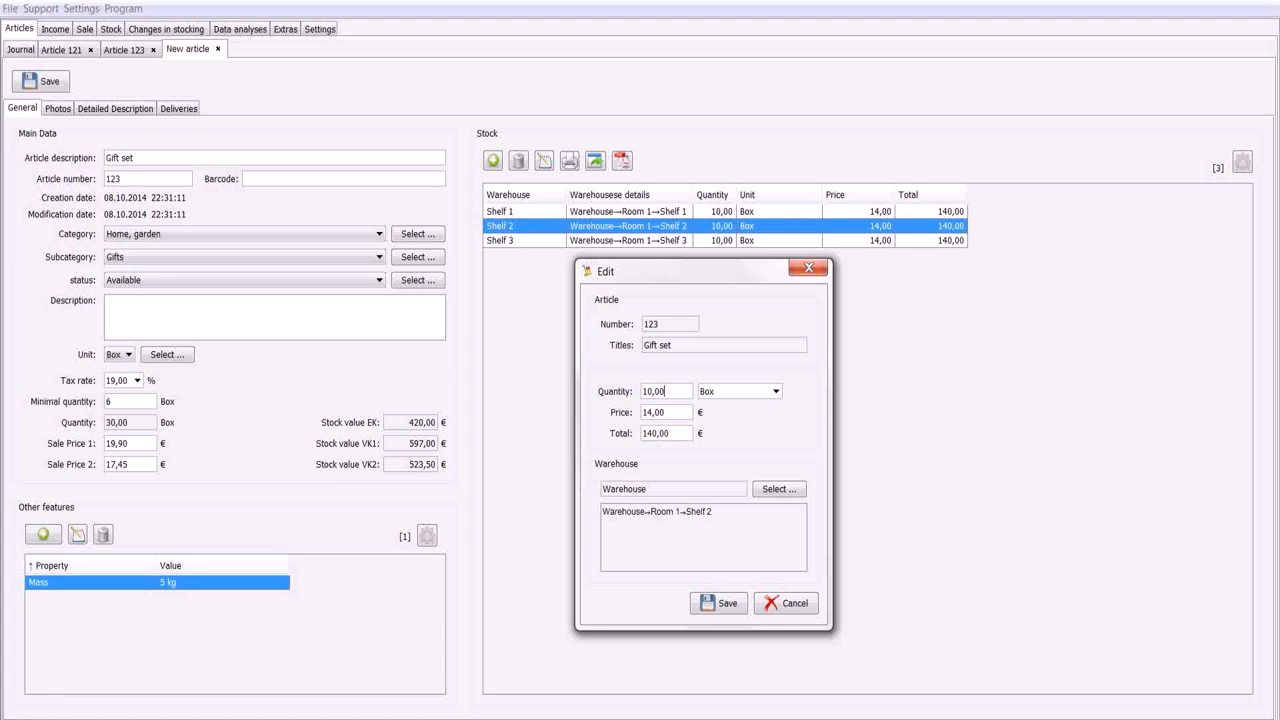 File Support Settings Program
Articles Income Sale Stock Changes in stocking Data analyses Extras Settings
Journal Article 121 × Article 123 × New article ×
Save
General Photos Detailed Description Deliveries
Main Data
Article description: Gift set
Article number: 123 Barcode:
Creation date: 08.10.2014 22:31:11
Modification date: 08.10.2014 22:31:11
Category: Home, garden Select ...
Subcategory: Gifts Select ...
status: Available Select ...
Description:
Unit: Box Select ...
Tax rate: 19,00 %
Minimal quantity: 6 Box
Quantity: 30,00 Box Stock value EK: 420,00 €
Sale Price 1: 19,90 € Stock value VK1: 597,00 €
Sale Price 2: 17,45 € Stock value VK2: 523,50 €
Other features
[1]
↑ Property Value
Mass 5 kg
Stock
[3]
Warehouse Warehousese details Quantity Unit Price Total
Shelf 1 Warehouse→Room 1→Shelf 1 10,00 Box 14,00 140,00
Shelf 2 Warehouse→Room 1→Shelf 2 10,00 Box 14,00 140,00
Shelf 3 Warehouse→Room 1→Shelf 3 10,00 Box 14,00 140,00
Edit
Article
Number: 123
Titles: Gift set
Quantity: 10,00 Box
Price: 14,00 €
Total: 140,00 €
Warehouse
Warehouse Select ...
Warehouse→Room 1→Shelf 2
Save Cancel